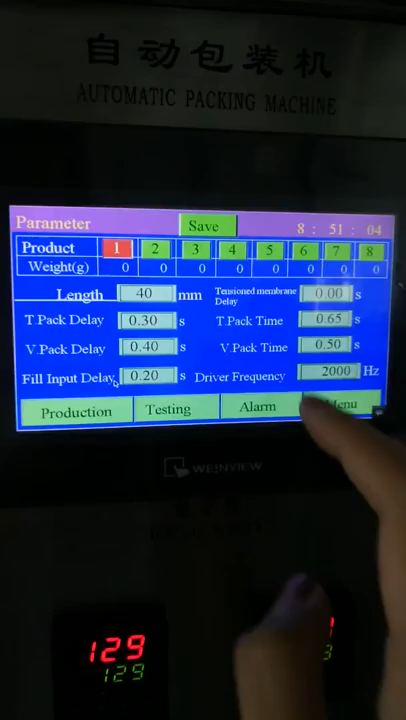 自动包装机
AUTOMATIC PACKING MACHINE
Parameter Save 8 : 51 : 04
Product 1 2 3 4 5 6 7 8
Weight(g) 0 0 0 0 0 0 0 0
Length 40 mm Tensioned membrane Delay 0.00 s
T.Pack Delay 0.30 s T.Pack Time 0.65 s
V.Pack Delay 0.40 s V.Pack Time 0.50 s
Fill Input Delay 0.20 s Driver Frequency 2000 Hz
Production Testing Alarm Menu
WEINVIEW
129
129